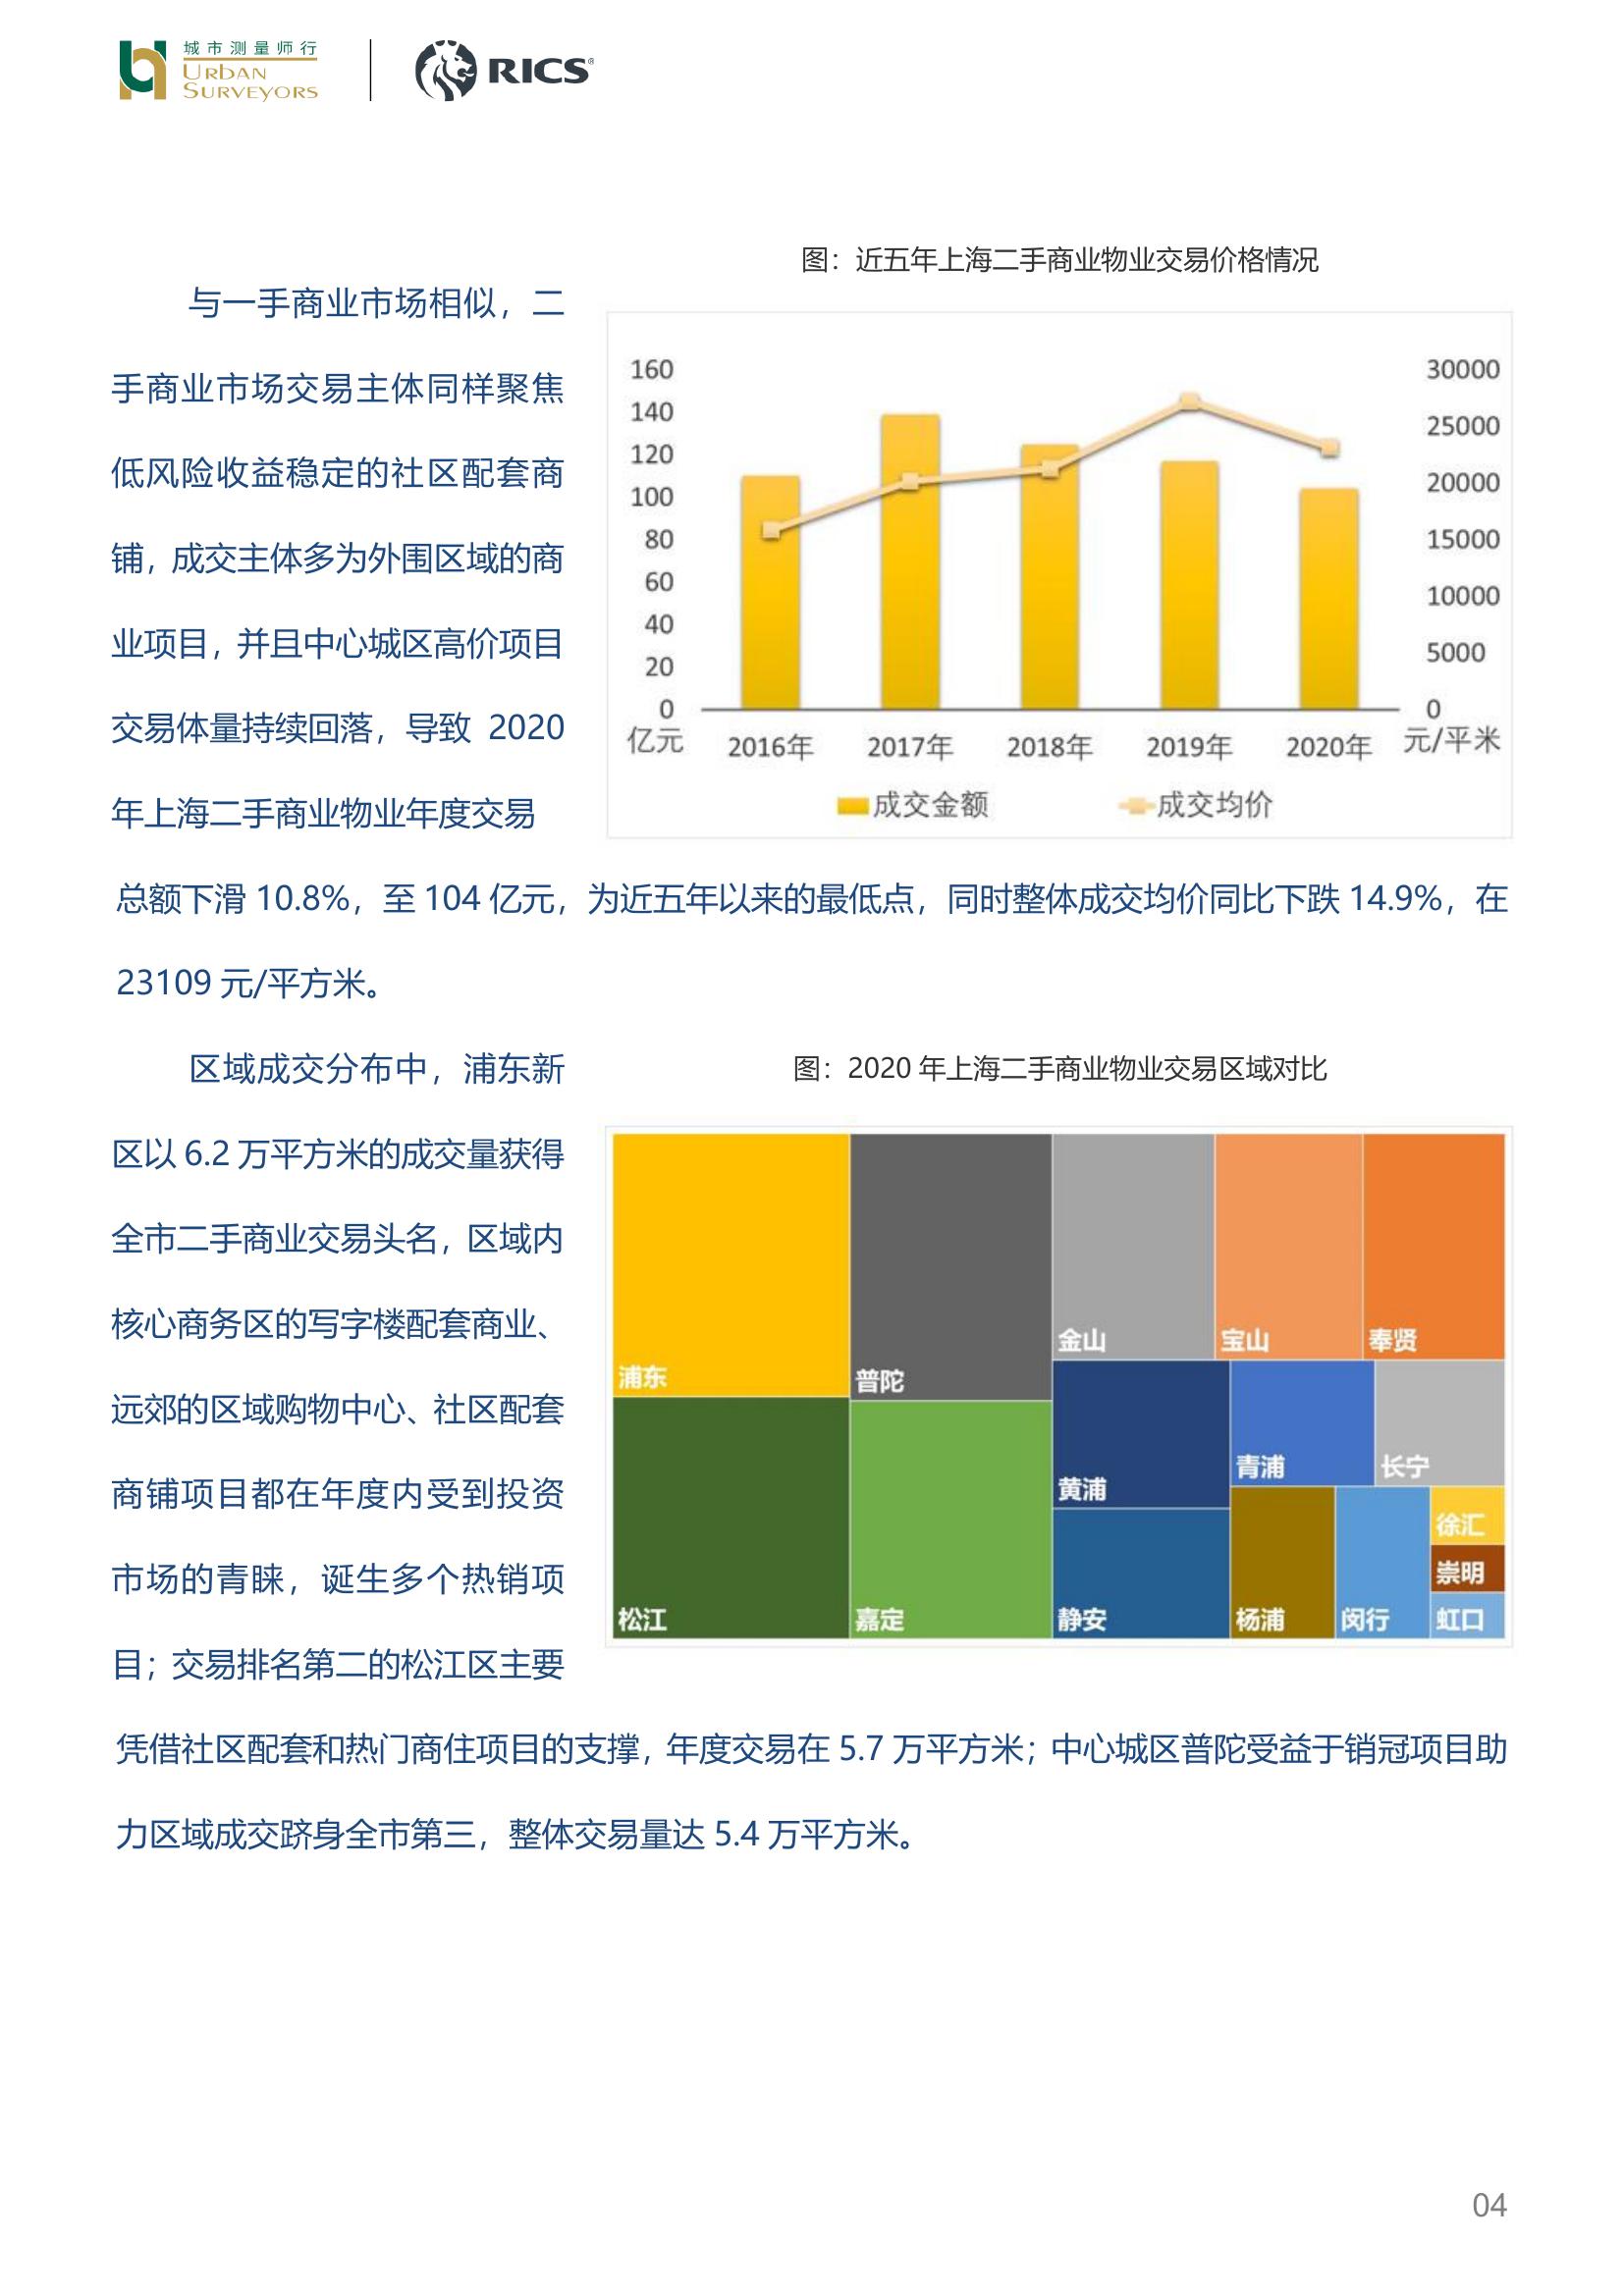 城市测量师行
URBAN
SURVEYORS
RICS®
图：近五年上海二手商业物业交易价格情况
与一手商业市场相似，二
手商业市场交易主体同样聚焦
低风险收益稳定的社区配套商
铺，成交主体多为外围区域的商
业项目，并且中心城区高价项目
交易体量持续回落，导致 2020
年上海二手商业物业年度交易
160
140
120
100
80
60
40
20
0
亿元
30000
25000
20000
15000
10000
5000
0
元/平米
2016年 2017年 2018年 2019年 2020年
成交金额 成交均价
总额下滑 10.8%，至 104 亿元，为近五年以来的最低点，同时整体成交均价同比下跌 14.9%，在
23109 元/平方米。
图：2020 年上海二手商业物业交易区域对比
区域成交分布中，浦东新
区以 6.2 万平方米的成交量获得
全市二手商业交易头名，区域内
核心商务区的写字楼配套商业、
远郊的区域购物中心、社区配套
商铺项目都在年度内受到投资
市场的青睐，诞生多个热销项
目；交易排名第二的松江区主要
浦东
普陀
金山
宝山
奉贤
松江
嘉定
黄浦
静安
青浦
长宁
杨浦
闵行
徐汇
崇明
虹口
凭借社区配套和热门商住项目的支撑，年度交易在 5.7 万平方米；中心城区普陀受益于销冠项目助
力区域成交跻身全市第三，整体交易量达 5.4 万平方米。
04